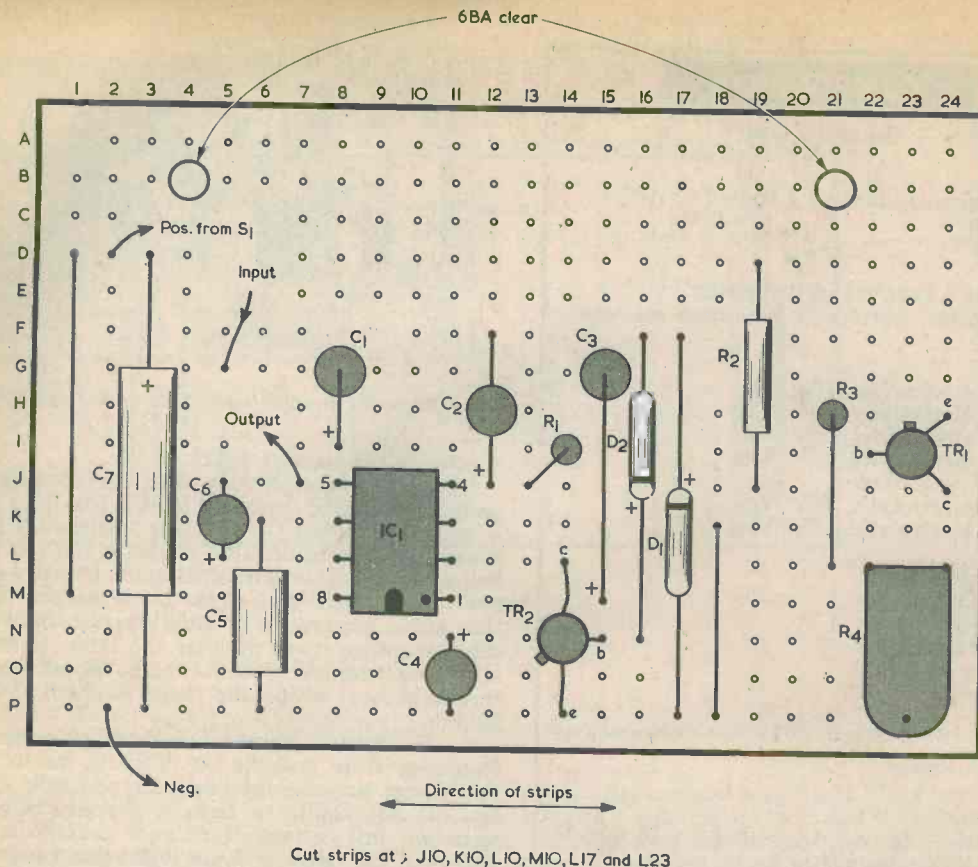 6BA clear
1 2 3 4 5 6 7 8 9 10 11 12 13 14 15 16 17 18 19 20 21 22 23 24
A
B
C
Pos. from S1
D
Input
E
F
C1
C3
G
+
R2
C2
R3
H
e
Output
R1
D2
b
TR1
I
+
+
c
J
C7
C6
5
4
+
+
K
IC1
D1
L
+
c
M
8
1
+
TR2
R4
N
C5
+
b
O
C4
P
e
Neg.
Direction of strips
Cut strips at ; J10, K10, L10, M10, L17 and L23